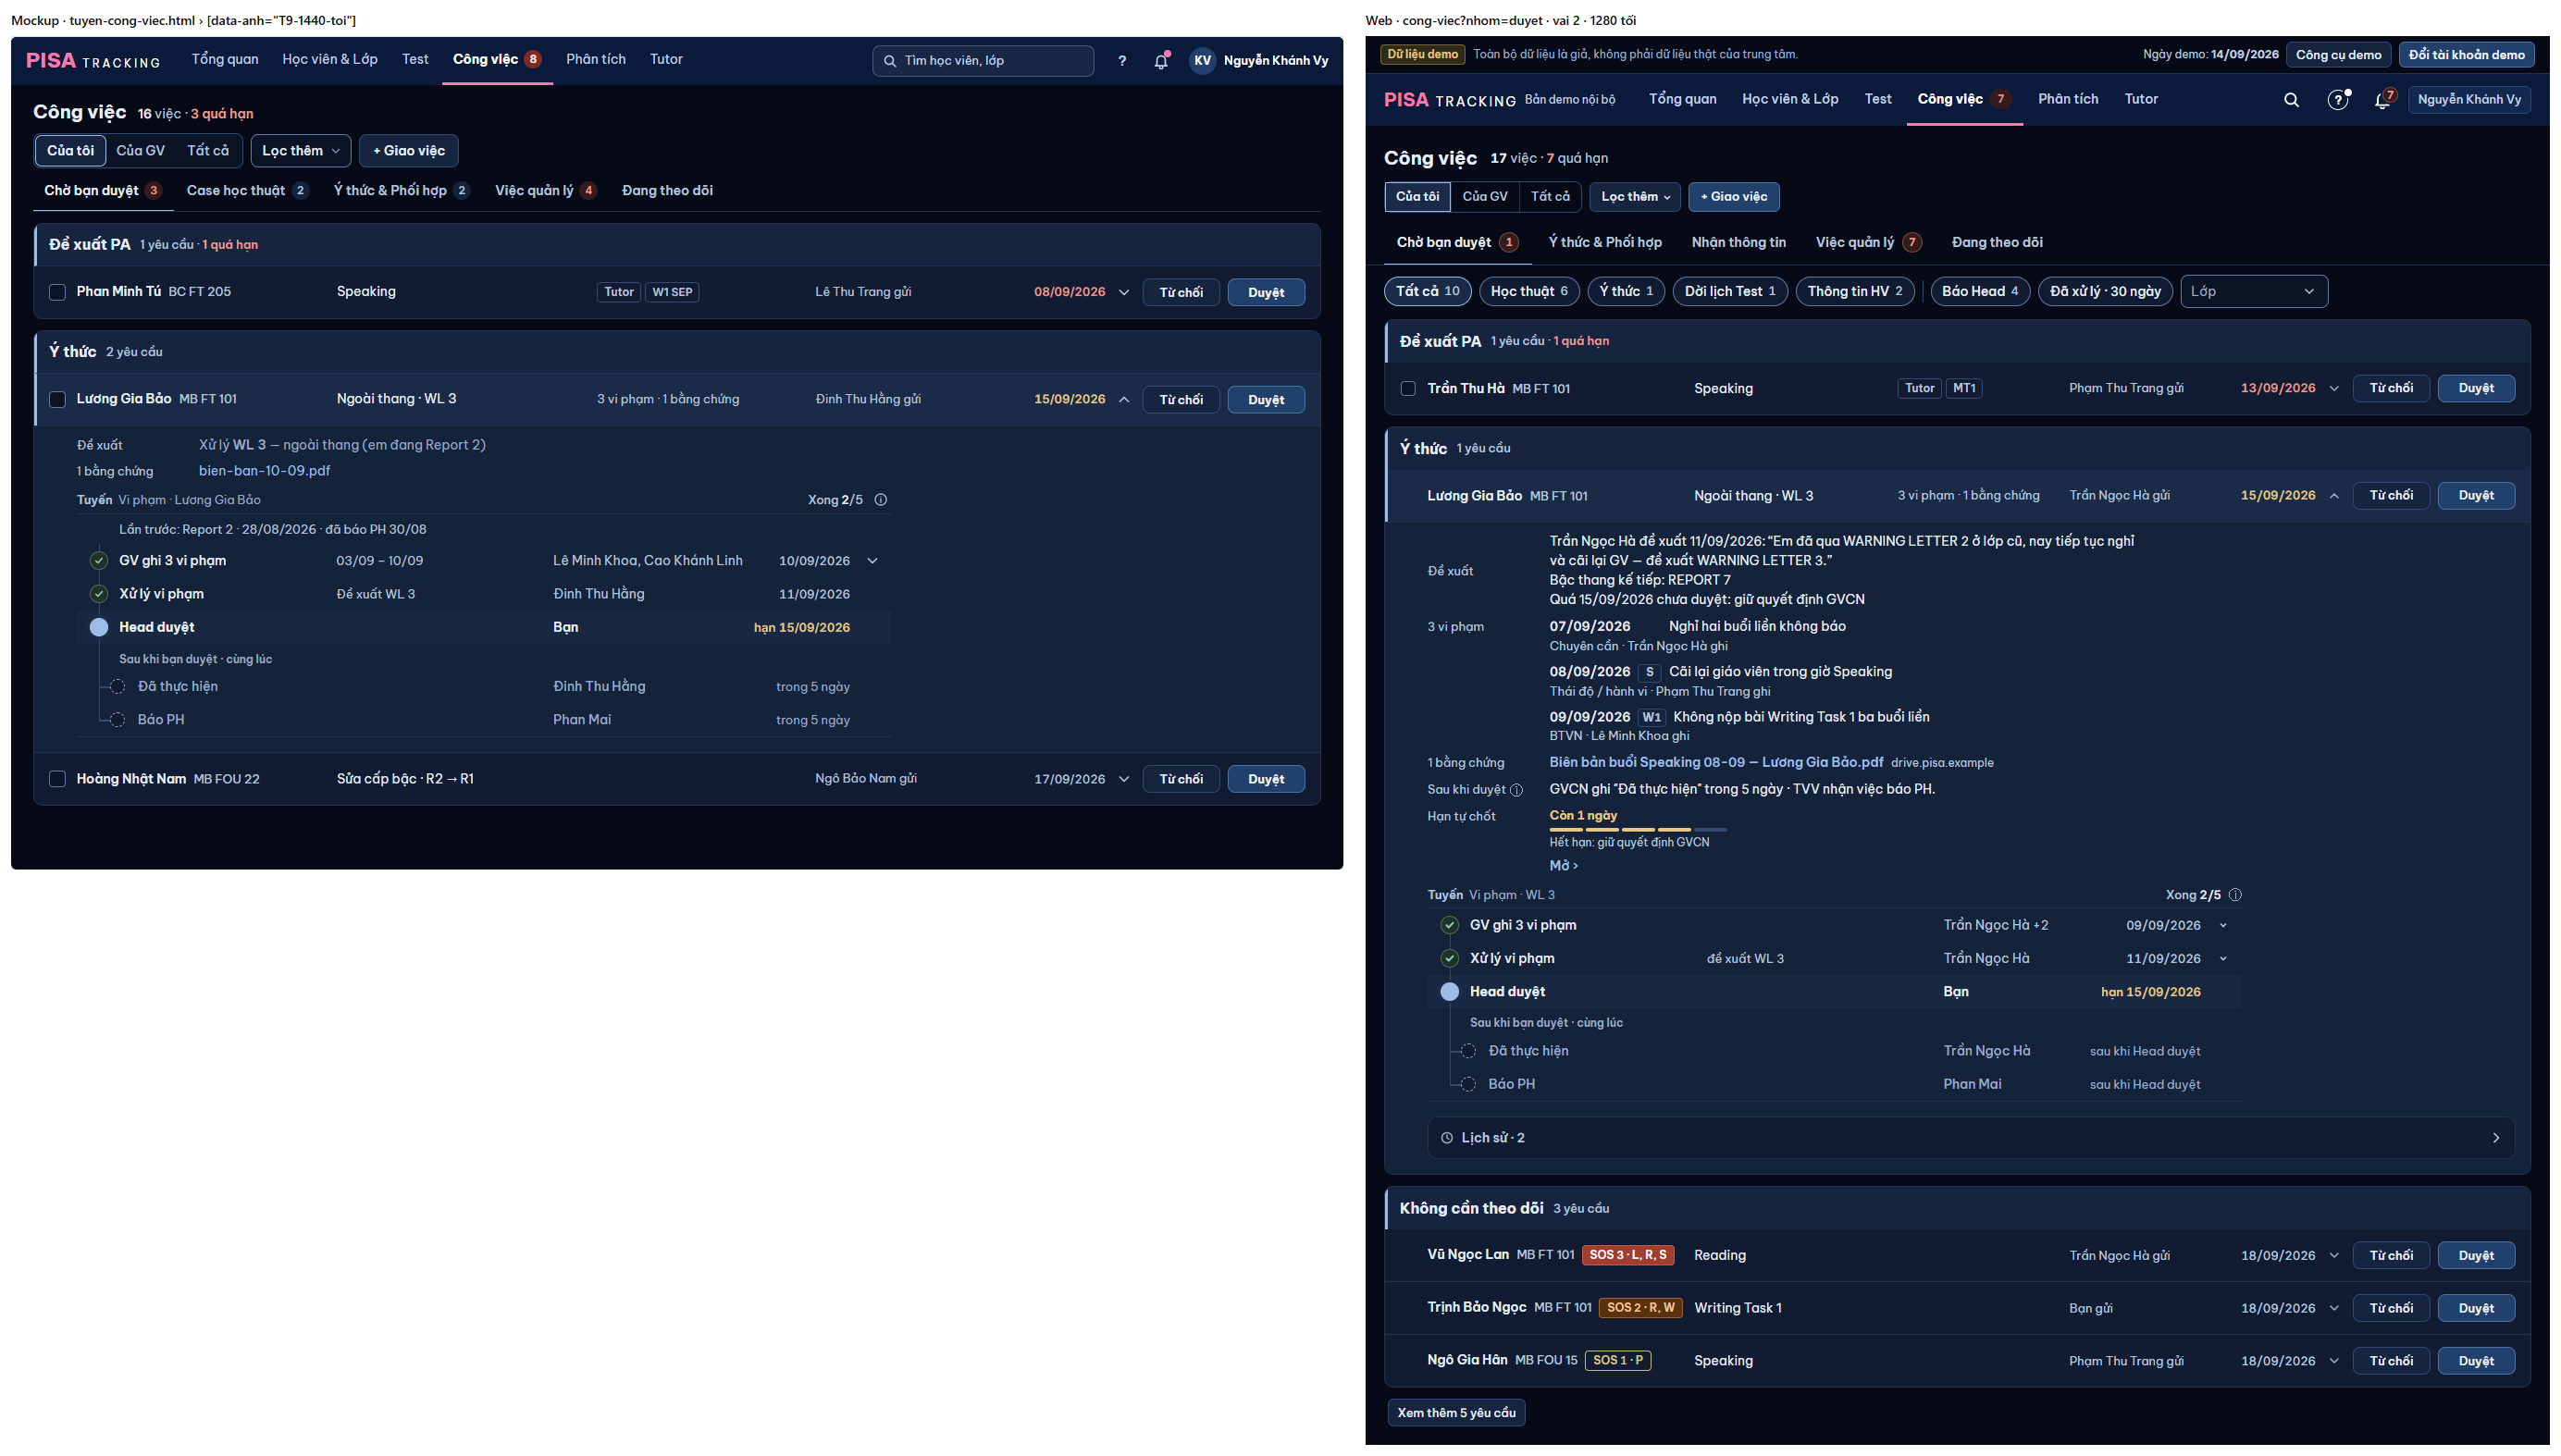 Mockup · tuyen-cong-viec.html › [data-anh="T9-1440-toi"]
PISA TRACKING Tổng quan Học viên & Lớp Test Công việc 8 Phân tích Tutor Tìm học viên, lớp ? KV Nguyễn Khánh Vy
Công việc 16 việc · 3 quá hạn
Của tôi Của GV Tất cả Lọc thêm + Giao việc
Chờ bạn duyệt 3 Case học thuật 2 Ý thức & Phối hợp 2 Việc quản lý 4 Đang theo dõi
Đề xuất PA 1 yêu cầu · 1 quá hạn
Phan Minh Tú BC FT 205 Speaking Tutor W1 SEP Lê Thu Trang gửi 08/09/2026 Từ chối Duyệt
Ý thức 2 yêu cầu
Lương Gia Bảo MB FT 101 Ngoài thang · WL 3 3 vi phạm · 1 bằng chứng Đinh Thu Hằng gửi 15/09/2026 Từ chối Duyệt
Đề xuất Xử lý WL 3 — ngoài thang (em đang Report 2)
1 bằng chứng bien-ban-10-09.pdf
Tuyến Vi phạm · Lương Gia Bảo Xong 2/5
Lần trước: Report 2 · 28/08/2026 · đã báo PH 30/08
GV ghi 3 vi phạm 03/09 – 10/09 Lê Minh Khoa, Cao Khánh Linh 10/09/2026
Xử lý vi phạm Đề xuất WL 3 Đinh Thu Hằng 11/09/2026
Head duyệt Bạn hạn 15/09/2026
Sau khi bạn duyệt · cùng lúc
Đã thực hiện Đinh Thu Hằng trong 5 ngày
Báo PH Phan Mai trong 5 ngày
Hoàng Nhật Nam MB FOU 22 Sửa cấp bậc · R2 → R1 Ngô Bảo Nam gửi 17/09/2026 Từ chối Duyệt
Web · cong-viec?nhom=duyet · vai 2 · 1280 tối
Dữ liệu demo Toàn bộ dữ liệu là giả, không phải dữ liệu thật của trung tâm. Ngày demo: 14/09/2026 Công cụ demo Đổi tài khoản demo
PISA TRACKING Bản demo nội bộ Tổng quan Học viên & Lớp Test Công việc 7 Phân tích Tutor ? 7 Nguyễn Khánh Vy
Công việc 17 việc · 7 quá hạn
Của tôi Của GV Tất cả Lọc thêm + Giao việc
Chờ bạn duyệt 1 Ý thức & Phối hợp Nhận thông tin Việc quản lý 7 Đang theo dõi
Tất cả 10 Học thuật 6 Ý thức 1 Dời lịch Test 1 Thông tin HV 2 Báo Head 4 Đã xử lý · 30 ngày Lớp
Đề xuất PA 1 yêu cầu · 1 quá hạn
Trần Thu Hà MB FT 101 Speaking Tutor MT1 Phạm Thu Trang gửi 13/09/2026 Từ chối Duyệt
Ý thức 1 yêu cầu
Lương Gia Bảo MB FT 101 Ngoài thang · WL 3 3 vi phạm · 1 bằng chứng Trần Ngọc Hà gửi 15/09/2026 Từ chối Duyệt
Đề xuất Trần Ngọc Hà đề xuất 11/09/2026: “Em đã qua WARNING LETTER 2 ở lớp cũ, nay tiếp tục nghỉ
và cãi lại GV — đề xuất WARNING LETTER 3.”
Bậc thang kế tiếp: REPORT 7
Quá 15/09/2026 chưa duyệt: giữ quyết định GVCN
3 vi phạm 07/09/2026 Nghỉ hai buổi liền không báo
Chuyên cần · Trần Ngọc Hà ghi
08/09/2026 S Cãi lại giáo viên trong giờ Speaking
Thái độ / hành vi · Phạm Thu Trang ghi
09/09/2026 W1 Không nộp bài Writing Task 1 ba buổi liền
BTVN · Lê Minh Khoa ghi
1 bằng chứng Biên bản buổi Speaking 08-09 — Lương Gia Bảo.pdf drive.pisa.example
Sau khi duyệt GVCN ghi "Đã thực hiện" trong 5 ngày · TVV nhận việc báo PH.
Hạn tự chốt Còn 1 ngày
Hết hạn: giữ quyết định GVCN
Mở ›
Tuyến Vi phạm · WL 3 Xong 2/5
GV ghi 3 vi phạm Trần Ngọc Hà +2 09/09/2026
Xử lý vi phạm đề xuất WL 3 Trần Ngọc Hà 11/09/2026
Head duyệt Bạn hạn 15/09/2026
Sau khi bạn duyệt · cùng lúc
Đã thực hiện Trần Ngọc Hà sau khi Head duyệt
Báo PH Phan Mai sau khi Head duyệt
Lịch sử · 2
Không cần theo dõi 3 yêu cầu
Vũ Ngọc Lan MB FT 101 SOS 3 · L, R, S Reading Trần Ngọc Hà gửi 18/09/2026 Từ chối Duyệt
Trịnh Bảo Ngọc MB FT 101 SOS 2 · R, W Writing Task 1 Bạn gửi 18/09/2026 Từ chối Duyệt
Ngô Gia Hân MB FOU 15 SOS 1 · P Speaking Phạm Thu Trang gửi 18/09/2026 Từ chối Duyệt
Xem thêm 5 yêu cầu